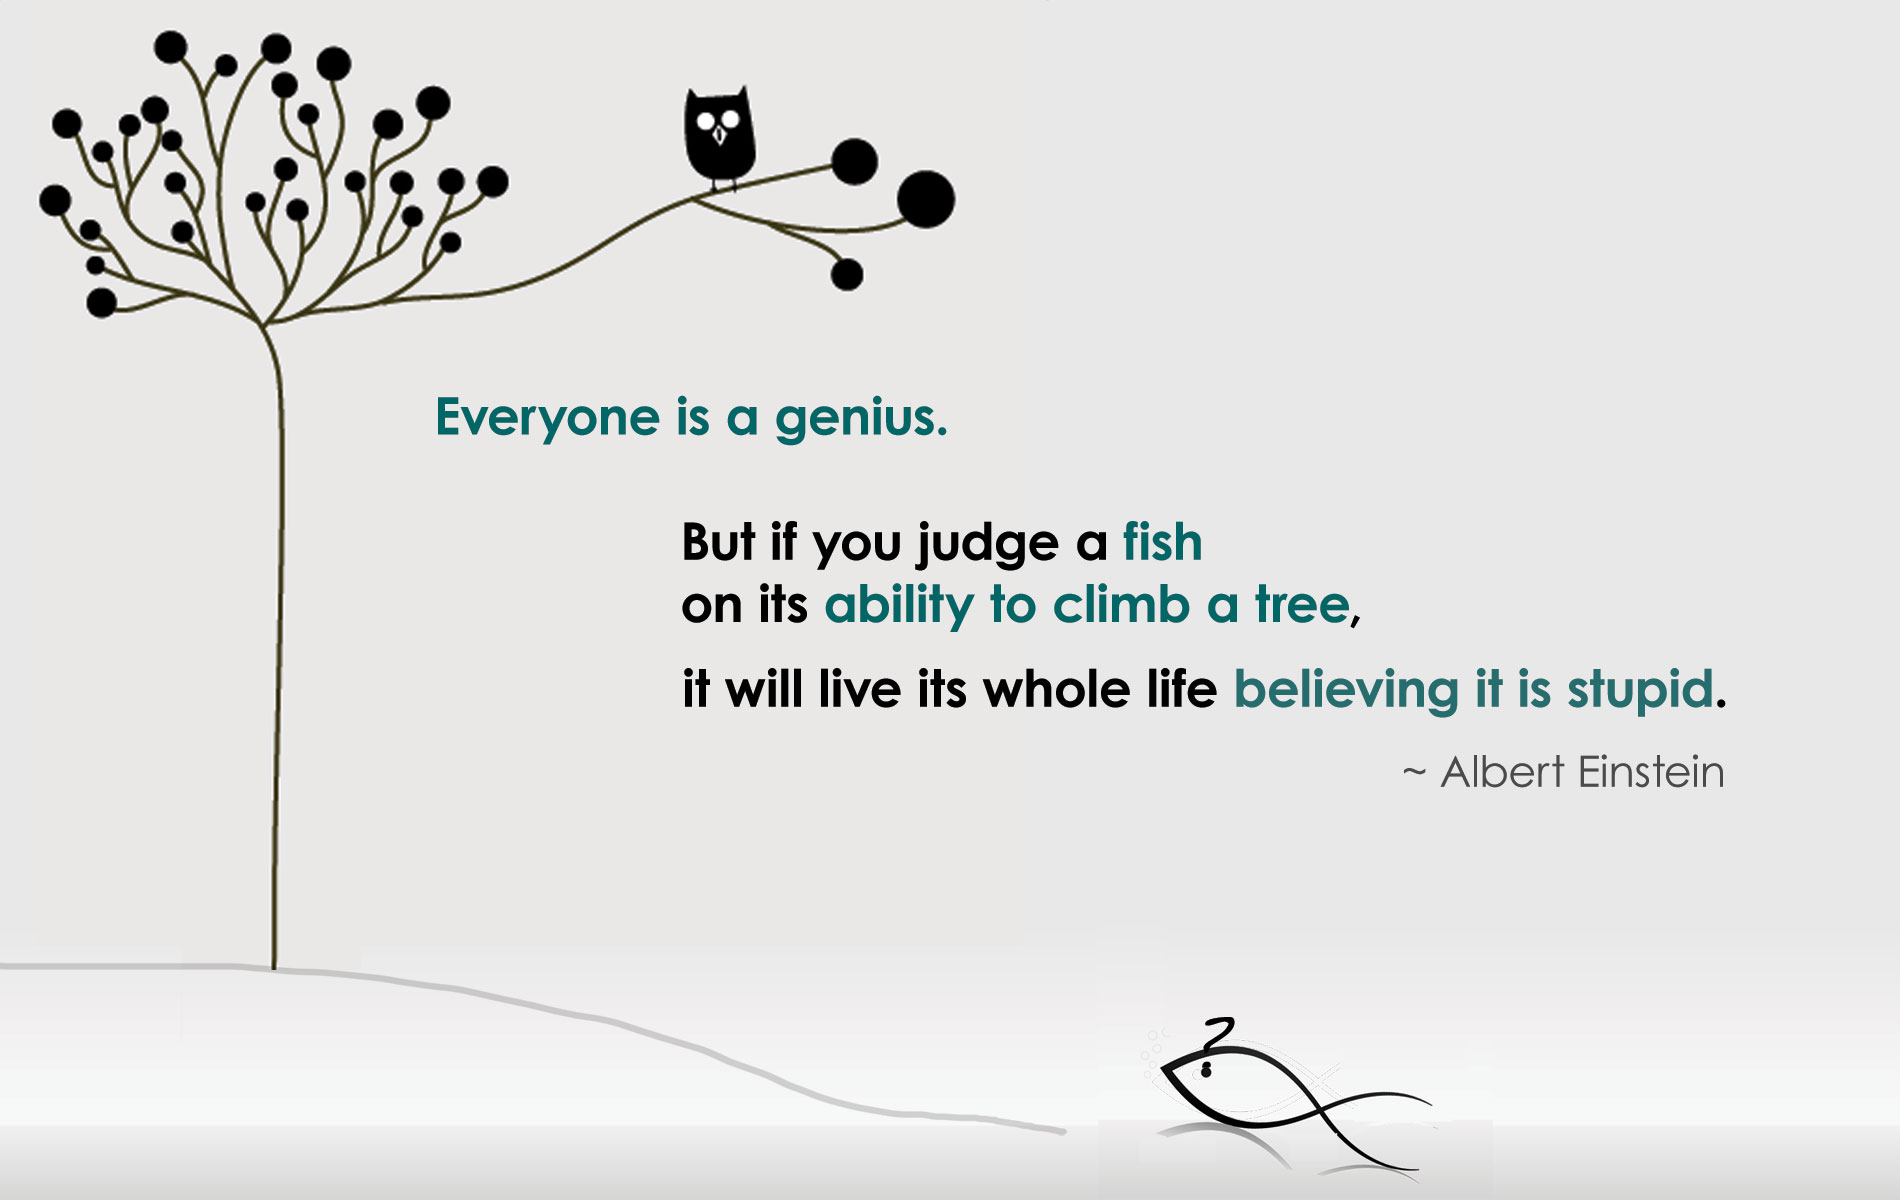 Everyone is a genius.
But if you judge a fish
on its ability to climb a tree,
it will live its whole life believing it is stupid.
~ Albert Einstein
?